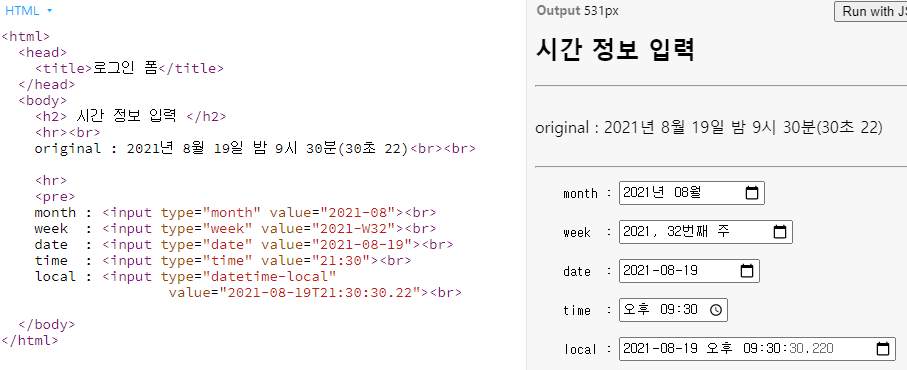 HTML
<html>
<head>
<title>로그인 폼</title>
</head>
<body>
<h2> 시간 정보 입력 </h2>
<hr><br>
original : 2021년 8월 19일 밤 9시 30분(30초 22)<br><br>
<hr>
<pre>
month : <input type="month" value="2021-08"><br>
week  : <input type="week" value="2021-W32"><br>
date  : <input type="date" value="2021-08-19"><br>
time  : <input type="time" value="21:30"><br>
local : <input type="datetime-local"
value="2021-08-19T21:30:30.22"><br>
</body>
</html>
Output 531px
Run with JS
시간 정보 입력
original : 2021년 8월 19일 밤 9시 30분(30초 22)
month : 2021년 08월
week  : 2021, 32번째 주
date  : 2021-08-19
time  : 오후 09:30
local : 2021-08-19 오후 09:30:30.220